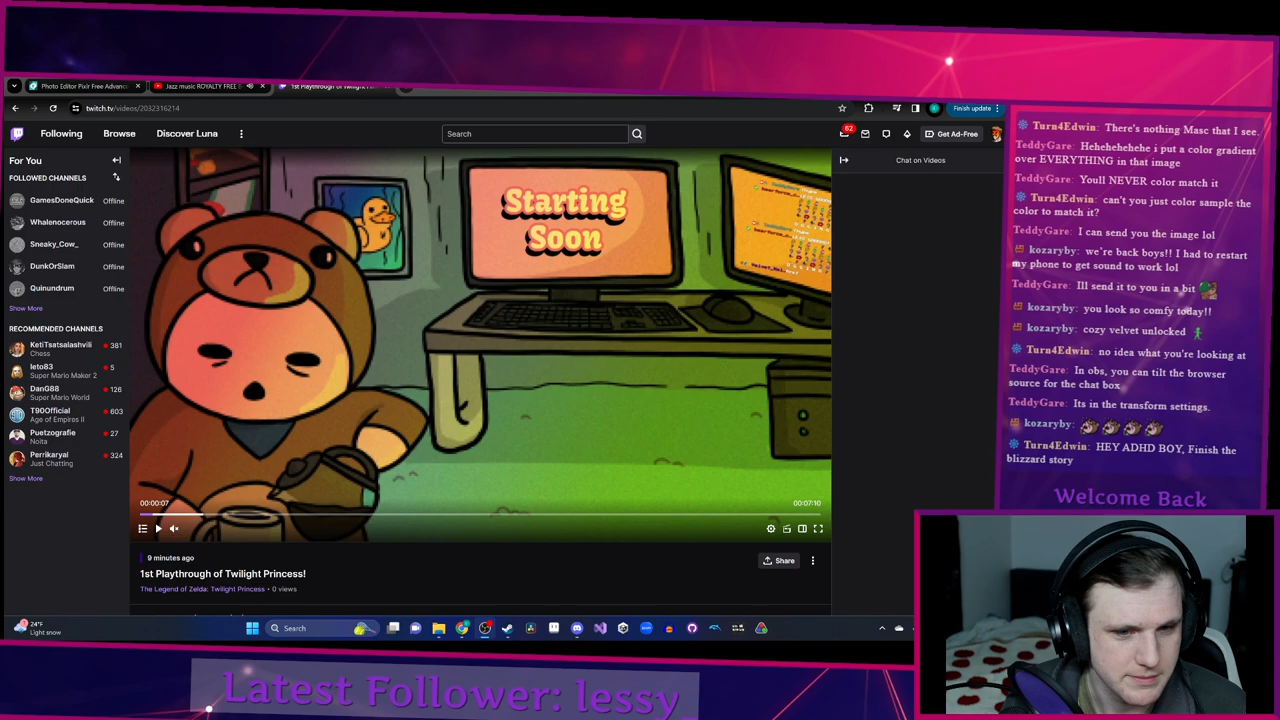 Photo Editor Pixlr Free Advanc
Jazz music ROYALTY FREE B
1st Playthrough of Twilight Prin
twitch.tv/videos/2032316214
Finish update
Following
Browse
Discover Luna
Search
62
Get Ad-Free
For You
FOLLOWED CHANNELS
GamesDoneQuick Offline
Whalenocerous Offline
Sneaky_Cow_ Offline
DunkOrSlam Offline
Quinundrum Offline
Show More
RECOMMENDED CHANNELS
KetiTsatsalashvili 381
Chess
leto83 5
Super Mario Maker 2
DanG88 126
Super Mario World
T90Official 603
Age of Empires II
Puetzografie 27
Noita
Perrikaryal 324
Just Chatting
Show More
Starting
Soon
00:00:07
00:07:10
9 minutes ago
1st Playthrough of Twilight Princess!
The Legend of Zelda: Twilight Princess • 0 views
Share
Chat on Videos
Turn4Edwin: There's nothing Masc that I see.
TeddyGare: Hehehehehehe i put a color gradient
over EVERYTHING in that image
TeddyGare: Youll NEVER color match it
Turn4Edwin: can't you just color sample the
color to match it?
TeddyGare: I can send you the image lol
kozaryby: we're back boys!! I had to restart
my phone to get sound to work lol
TeddyGare: Ill send it to you in a bit
kozaryby: you look so comfy today!!
kozaryby: cozy velvet unlocked
Turn4Edwin: no idea what you're looking at
TeddyGare: In obs, you can tilt the browser
source for the chat box
TeddyGare: Its in the transform settings.
kozaryby:
Turn4Edwin: HEY ADHD BOY, Finish the
blizzard story
Welcome Back
24°F
Light snow
Search
Latest Follower: lessy_